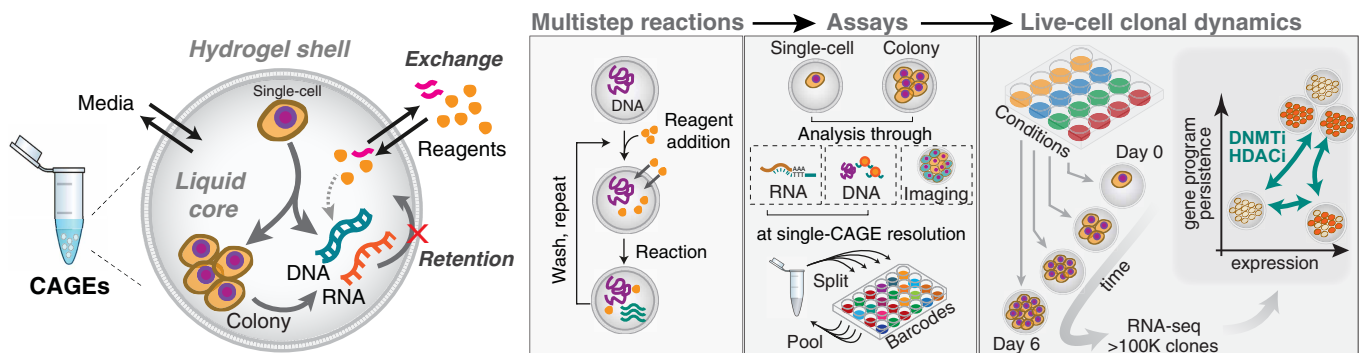 Hydrogel shell
Exchange
Single-cell
Media
Reagents
Liquid
core
DNA
RNA
Retention
Colony
CAGEs
Multistep reactions
Assays
Live-cell clonal dynamics
DNA
Reagent
addition
Wash, repeat
Reaction
Single-cell
Colony
Analysis through
AAA
TTT
RNA
DNA
Imaging
at single-CAGE resolution
Split
Pool
Barcodes
Conditions
Day 0
time
Day 6
RNA-seq
>100K clones
gene program
persistence
DNMTi
HDACi
expression